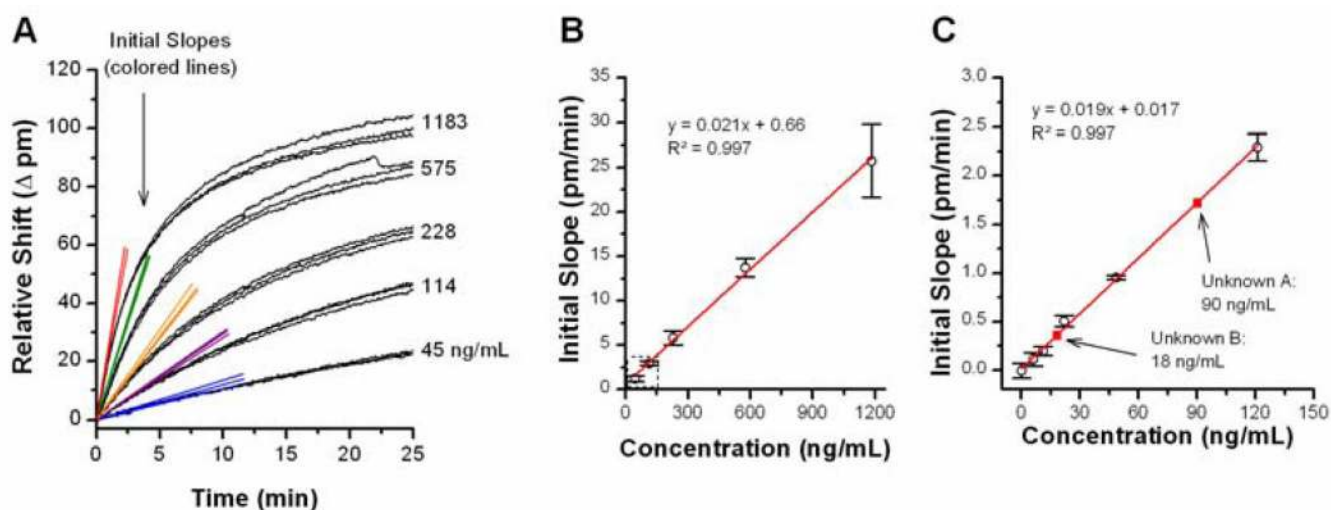 A
Initial Slopes
(colored lines)
120
100
80
60
40
20
0
Relative Shift (Δ pm)
1183
575
228
114
45 ng/mL
0 5 10 15 20 25
Time (min)
B
35
30
25
20
15
10
5
0
Initial Slope (pm/min)
y = 0.021x + 0.66
R² = 0.997
0 300 600 900 1200
Concentration (ng/mL)
C
3.0
2.5
2.0
1.5
1.0
0.5
0.0
Initial Slope (pm/min)
y = 0.019x + 0.017
R² = 0.997
Unknown A:
90 ng/mL
Unknown B:
18 ng/mL
0 30 60 90 120 150
Concentration (ng/mL)